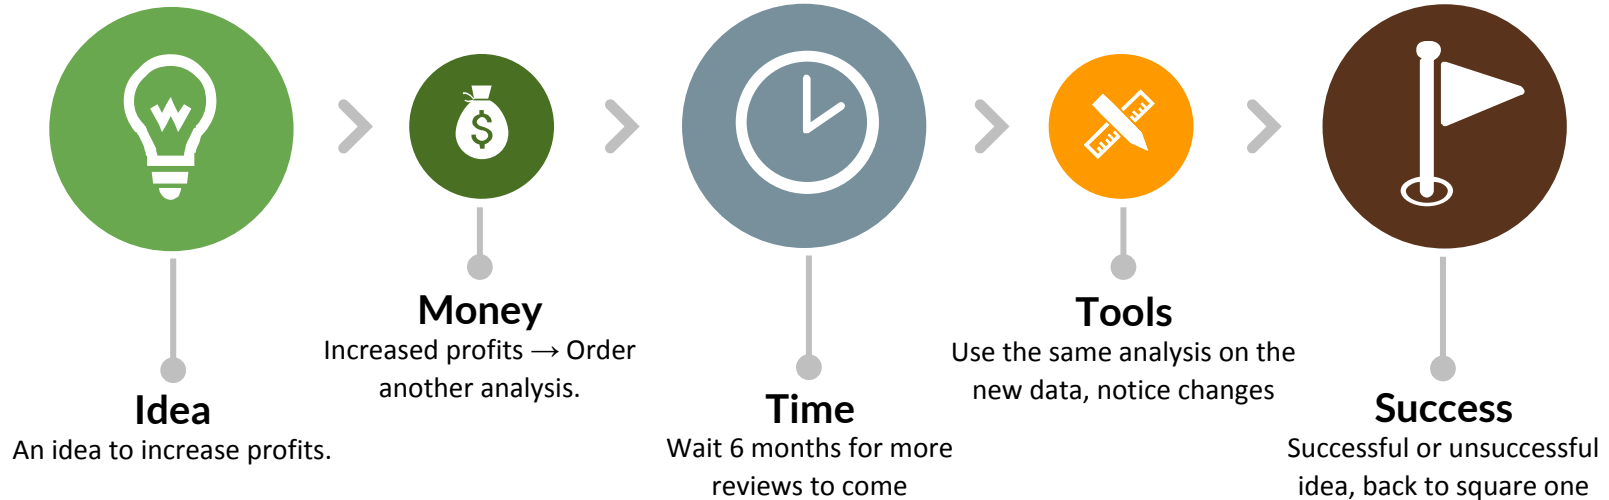 $
Idea
An idea to increase profits.
Money
Increased profits → Order
another analysis.
Time
Wait 6 months for more
reviews to come
Tools
Use the same analysis on the
new data, notice changes
Success
Successful or unsuccessful
idea, back to square one